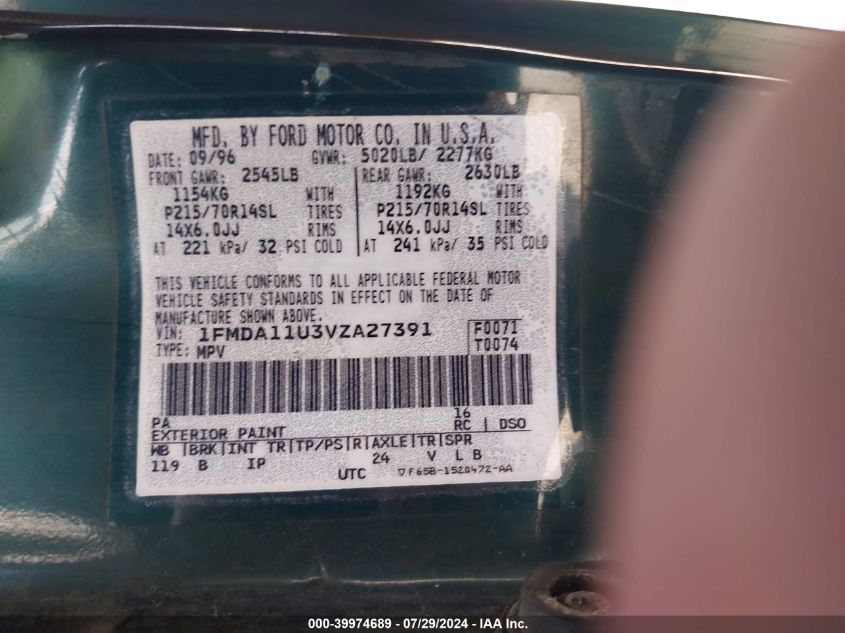 MFD. BY FORD MOTOR CO. IN U.S.A.
DATE: 09/96 GVWR: 5020LB/ 2277KG
FRONT GAWR: 2545LB REAR GAWR: 2630LB
1154KG WITH 1192KG WITH
P215/70R14SL TIRES P215/70R14SL TIRES
14X6.0JJ RIMS 14X6.0JJ RIMS
AT 221 kPa/ 32 PSI COLD AT 241 kPa/ 35 PSI COLD
THIS VEHICLE CONFORMS TO ALL APPLICABLE FEDERAL MOTOR
VEHICLE SAFETY STANDARDS IN EFFECT ON THE DATE OF
MANUFACTURE SHOWN ABOVE.
VIN: 1FMDA11U3VZA27391 F0071
TYPE: MPV T0074
PA 16
EXTERIOR PAINT RC DSO
WB BRK INT TR TP/PS R AXLE TR SPR
119 B IP 24 V L B
UTC F65B-1520472-AA
000-39974689 / 07/29/2024 - IAA Inc.